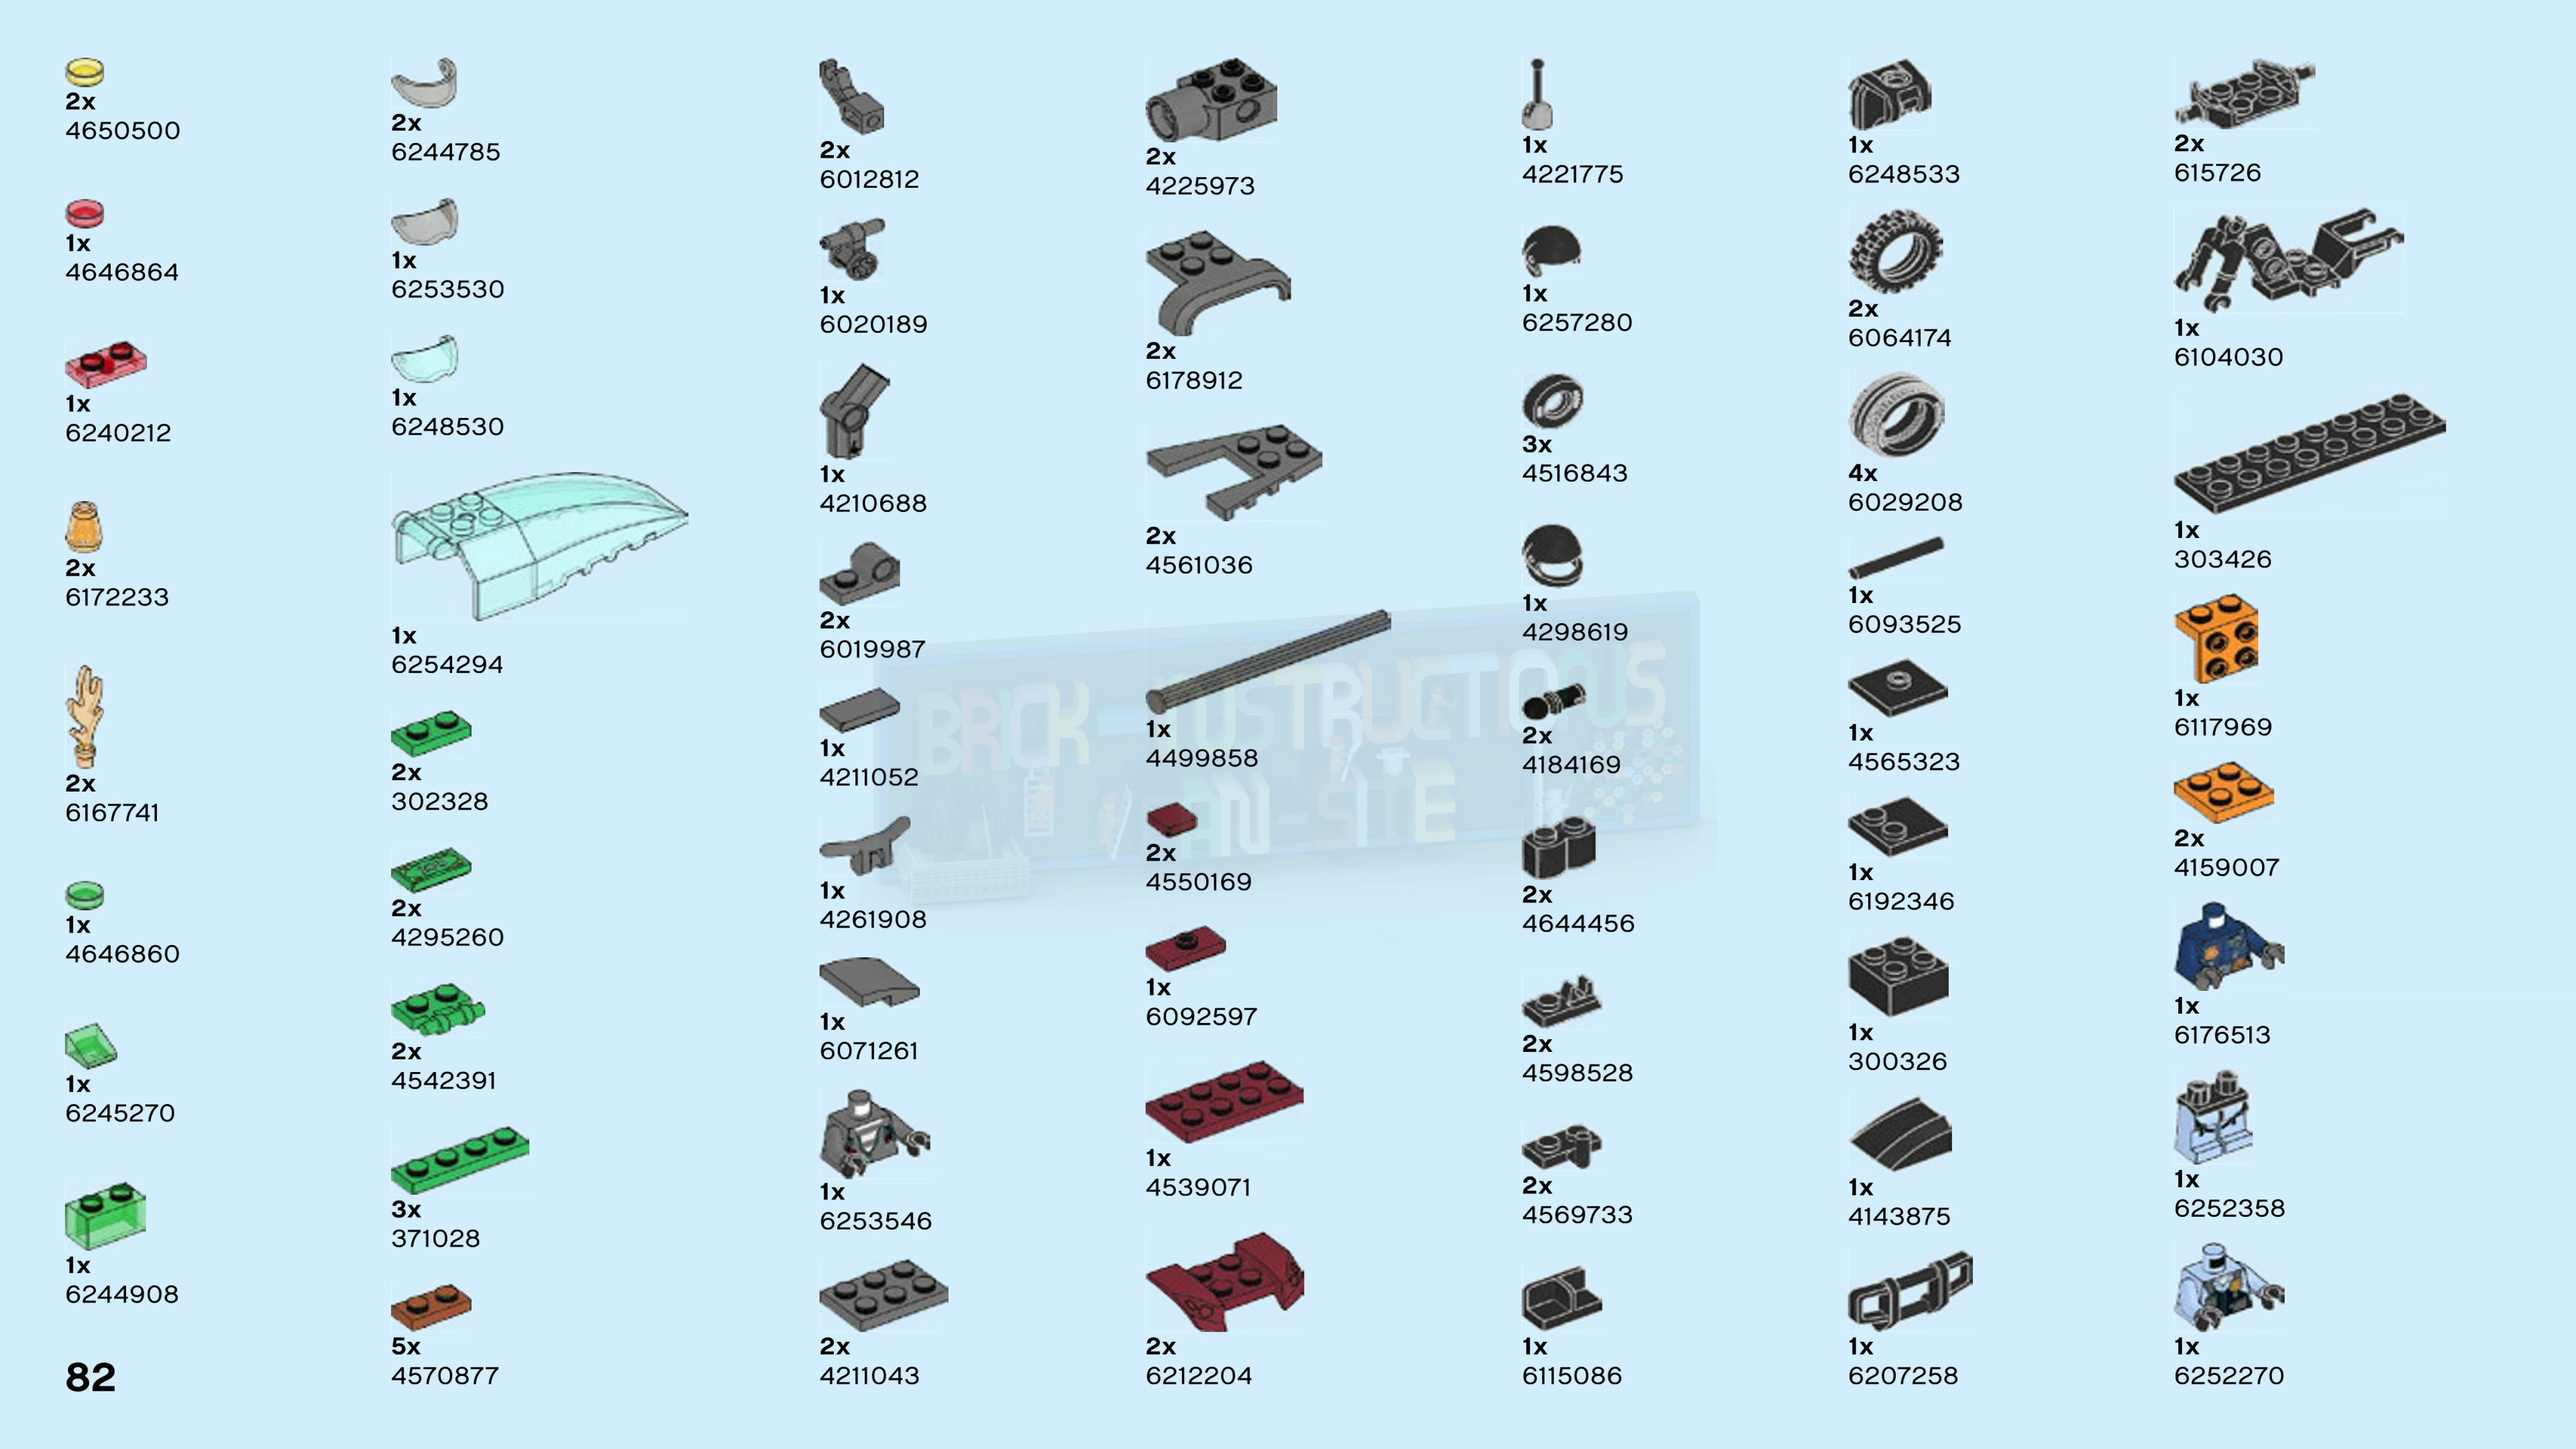 2x
4650500
1x
4646864
1x
6240212
2x
6172233
2x
6167741
1x
4646860
1x
6245270
1x
6244908
82
2x
6244785
1x
6253530
1x
6248530
1x
6254294
2x
302328
2x
4295260
2x
4542391
3x
371028
5x
4570877
2x
6012812
1x
6020189
1x
4210688
2x
6019987
1x
4211052
1x
4261908
1x
6071261
1x
6253546
2x
4211043
2x
4225973
2x
6178912
2x
4561036
1x
4499858
2x
4550169
1x
6092597
1x
4539071
2x
6212204
1x
4221775
1x
6257280
3x
4516843
1x
4298619
2x
4184169
2x
4644456
2x
4598528
2x
4569733
1x
6115086
1x
6248533
2x
6064174
4x
6029208
1x
6093525
1x
4565323
1x
6192346
1x
300326
1x
4143875
1x
6207258
2x
615726
1x
6104030
1x
303426
1x
6117969
2x
4159007
1x
6176513
1x
6252358
1x
6252270
BRICK-INSTRUCTIONS
FAN-SITE